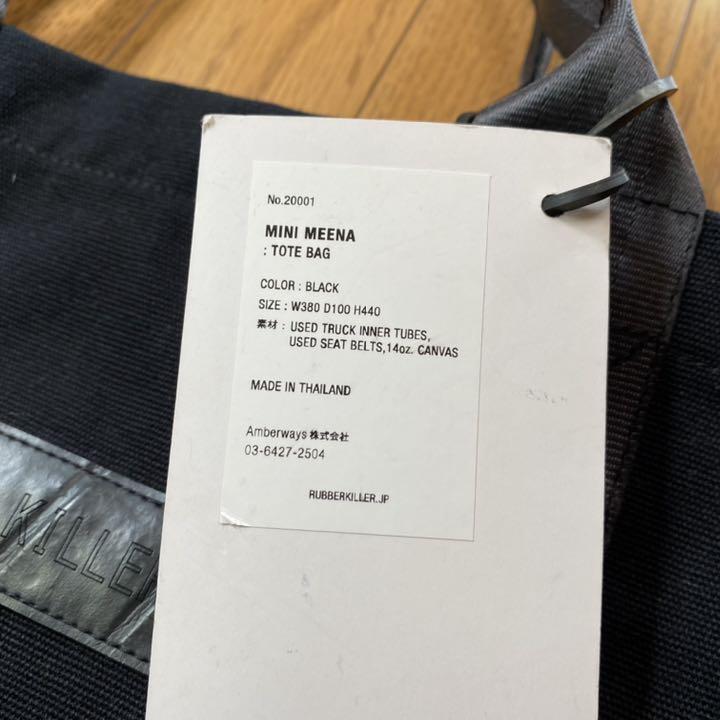 No.20001
MINI MEENA
: TOTE BAG
COLOR : BLACK
SIZE : W380 D100 H440
素材 : USED TRUCK INNER TUBES,
USED SEAT BELTS,14oz. CANVAS
MADE IN THAILAND
Amberways 株式会社
03-6427-2504
RUBBERKILLER.JP
KILLER